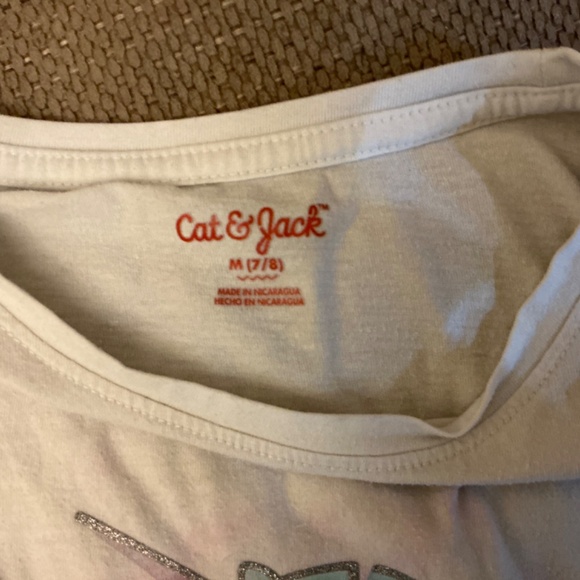 Cat & Jack™
M (7/8)
MADE IN NICARAGUA
HECHO EN NICARAGUA